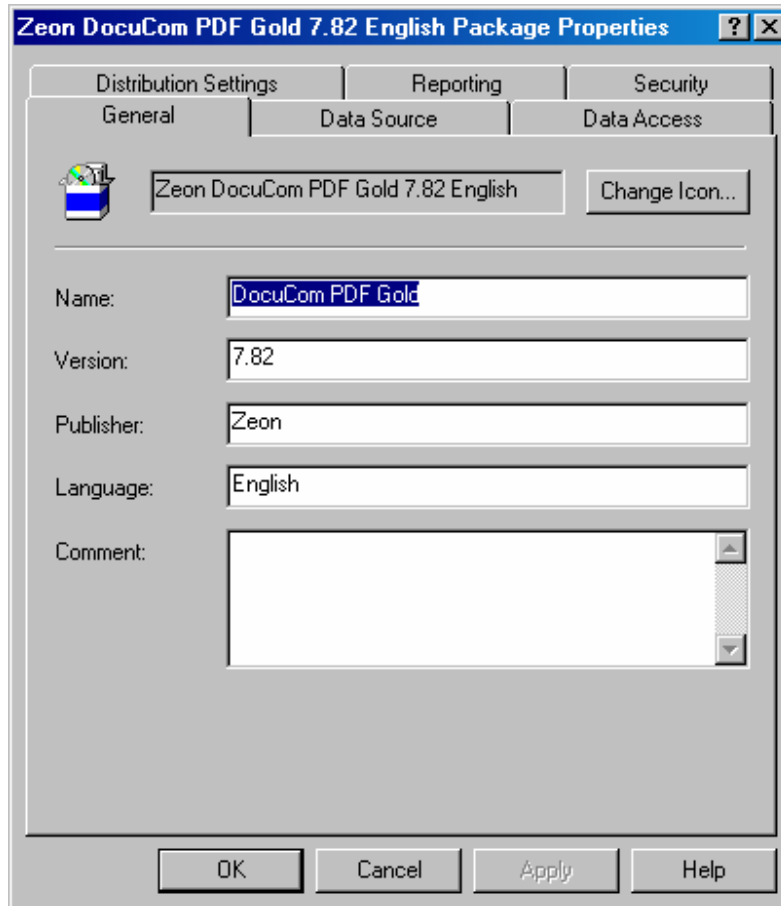 Zeon DocuCom PDF Gold 7.82 English Package Properties
Distribution Settings Reporting Security
General Data Source Data Access
Zeon DocuCom PDF Gold 7.82 English Change Icon...
Name: DocuCom PDF Gold
Version: 7.82
Publisher: Zeon
Language: English
Comment:
OK Cancel Apply Help